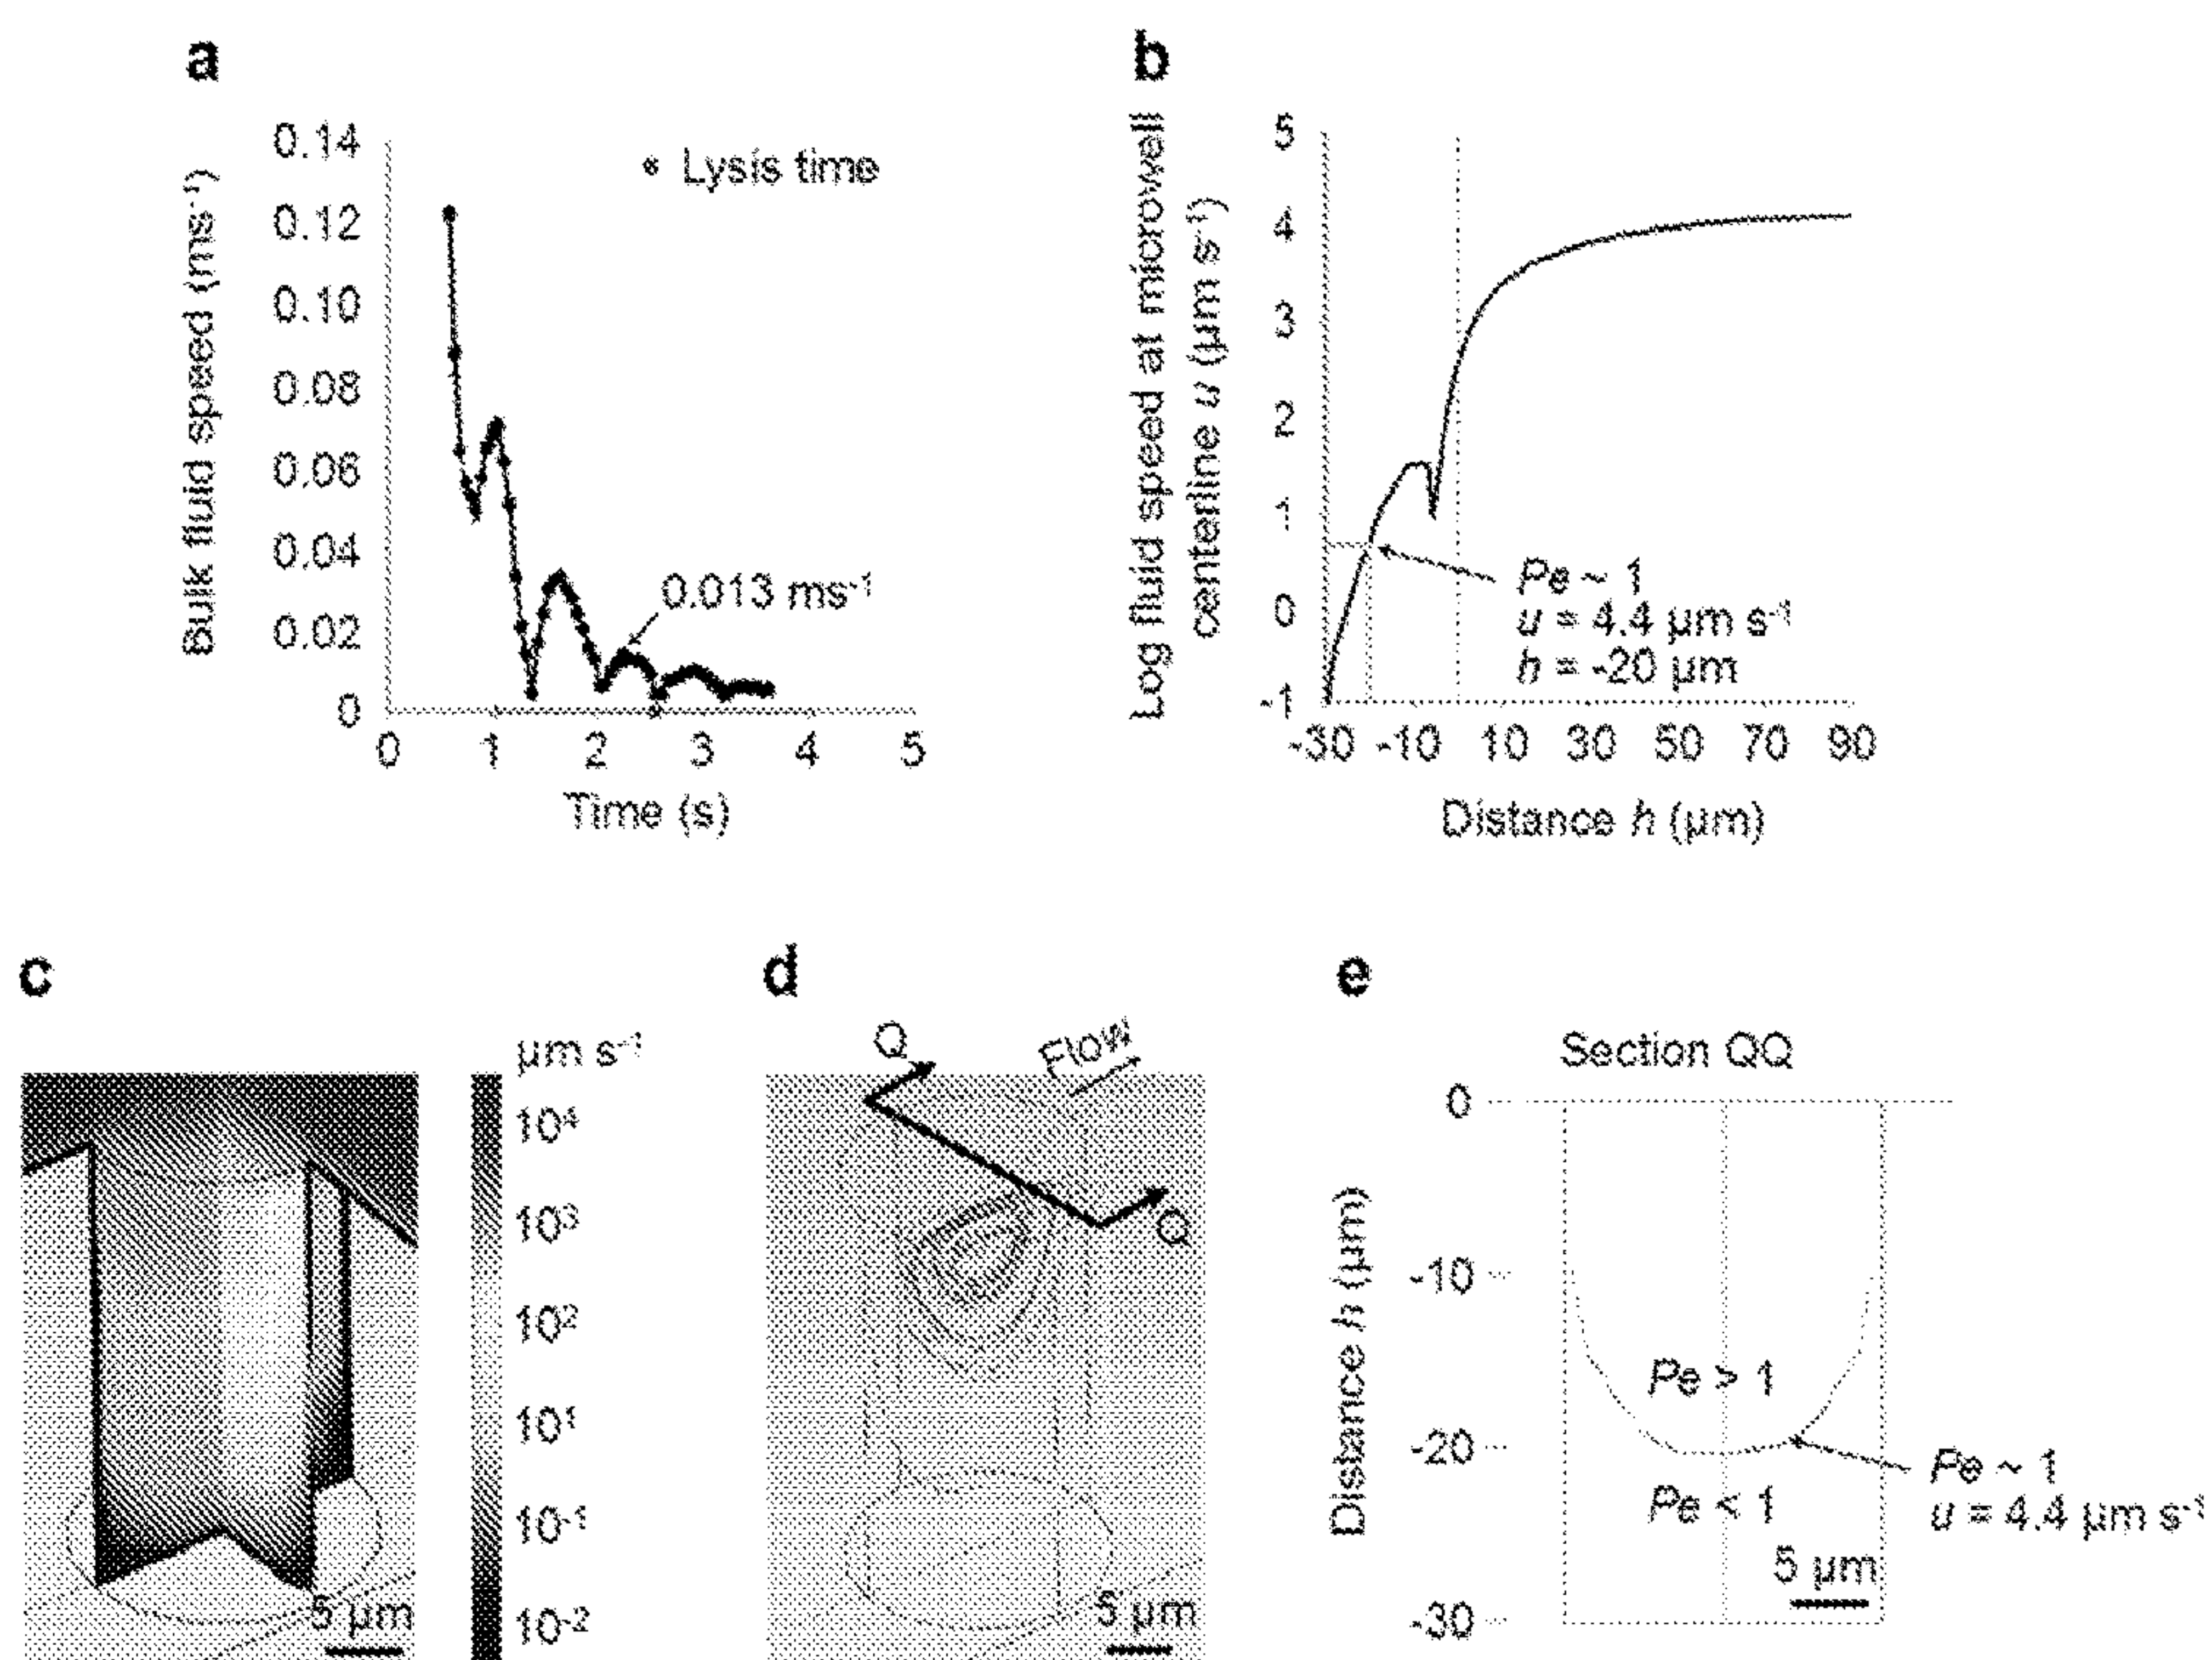 a
Bulk fluid speed (ms⁻¹)
0.14
0.12
0.10
0.08
0.06
0.04
0.02
0
Lysis time
0.013 ms⁻¹
0 1 2 3 4 5
Time (s)
b
Log fluid speed at microwell
centerline u (µm s⁻¹)
5
4
3
2
1
0
-1
Pe ~ 1
u = 4.4 µm s⁻¹
h = -20 µm
-30 -10 10 30 50 70 90
Distance h (µm)
c
µm s⁻¹
10⁴
10³
10²
10¹
10⁻¹
10⁻²
5 µm
d
Q
Flow
Q
5 µm
e
Section QQ
Distance h (µm)
0
-10
-20
-30
Pe > 1
Pe < 1
Pe ~ 1
u = 4.4 µm s⁻¹
5 µm